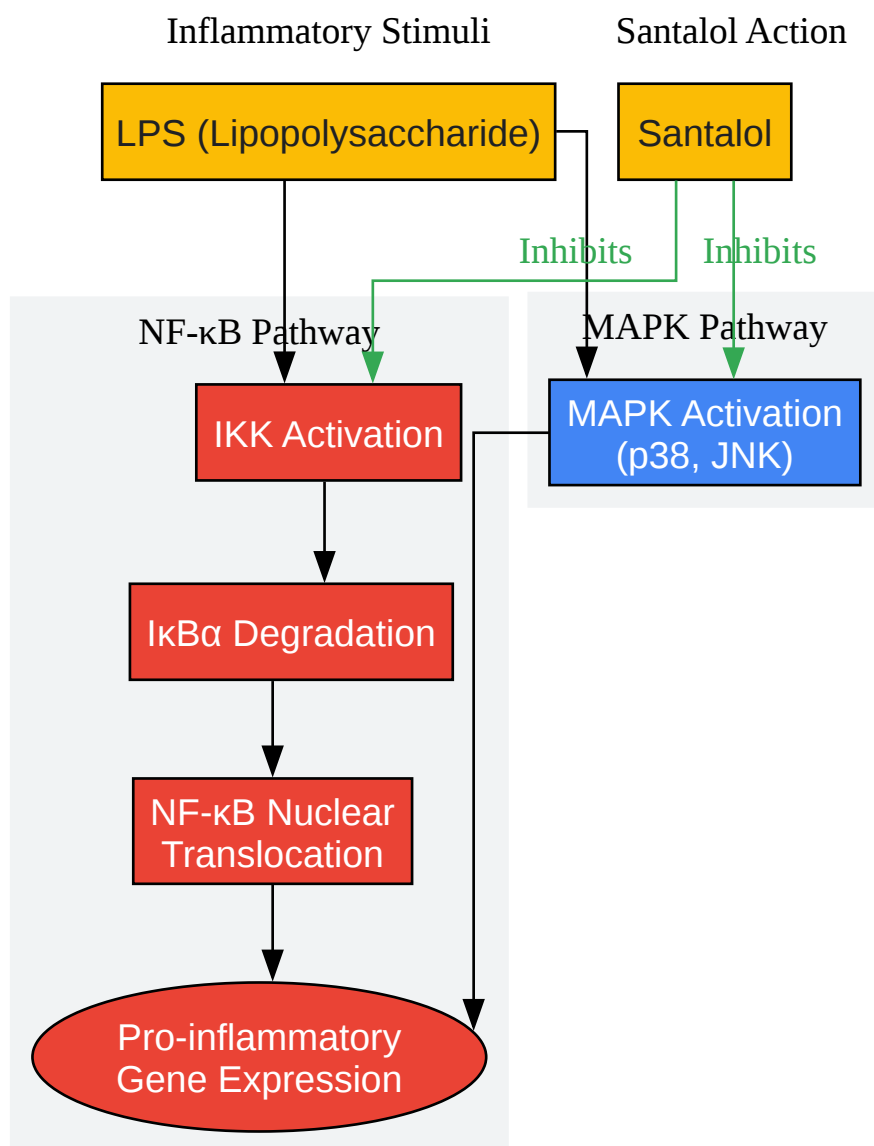 Inflammatory Stimuli
Santalol Action
LPS (Lipopolysaccharide)
Santalol
Inhibits
Inhibits
NF-κB Pathway
MAPK Pathway
IKK Activation
MAPK Activation
(p38, JNK)
IκBα Degradation
NF-κB Nuclear
Translocation
Pro-inflammatory
Gene Expression